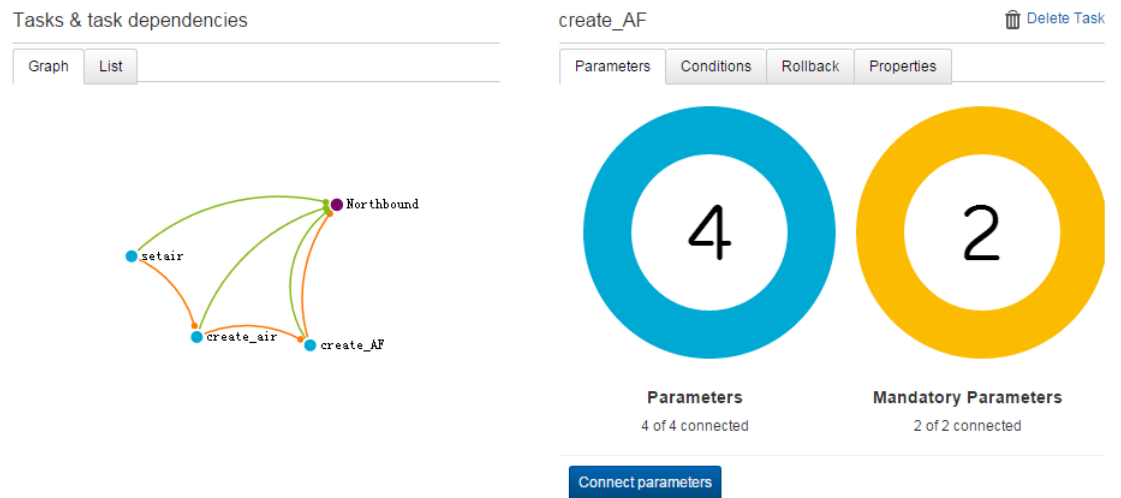 Tasks & task dependencies
Graph
List
Northbound
setair
create_air
create_AF
create_AF
Delete Task
Parameters
Conditions
Rollback
Properties
4
2
Parameters
Mandatory Parameters
4 of 4 connected
2 of 2 connected
Connect parameters